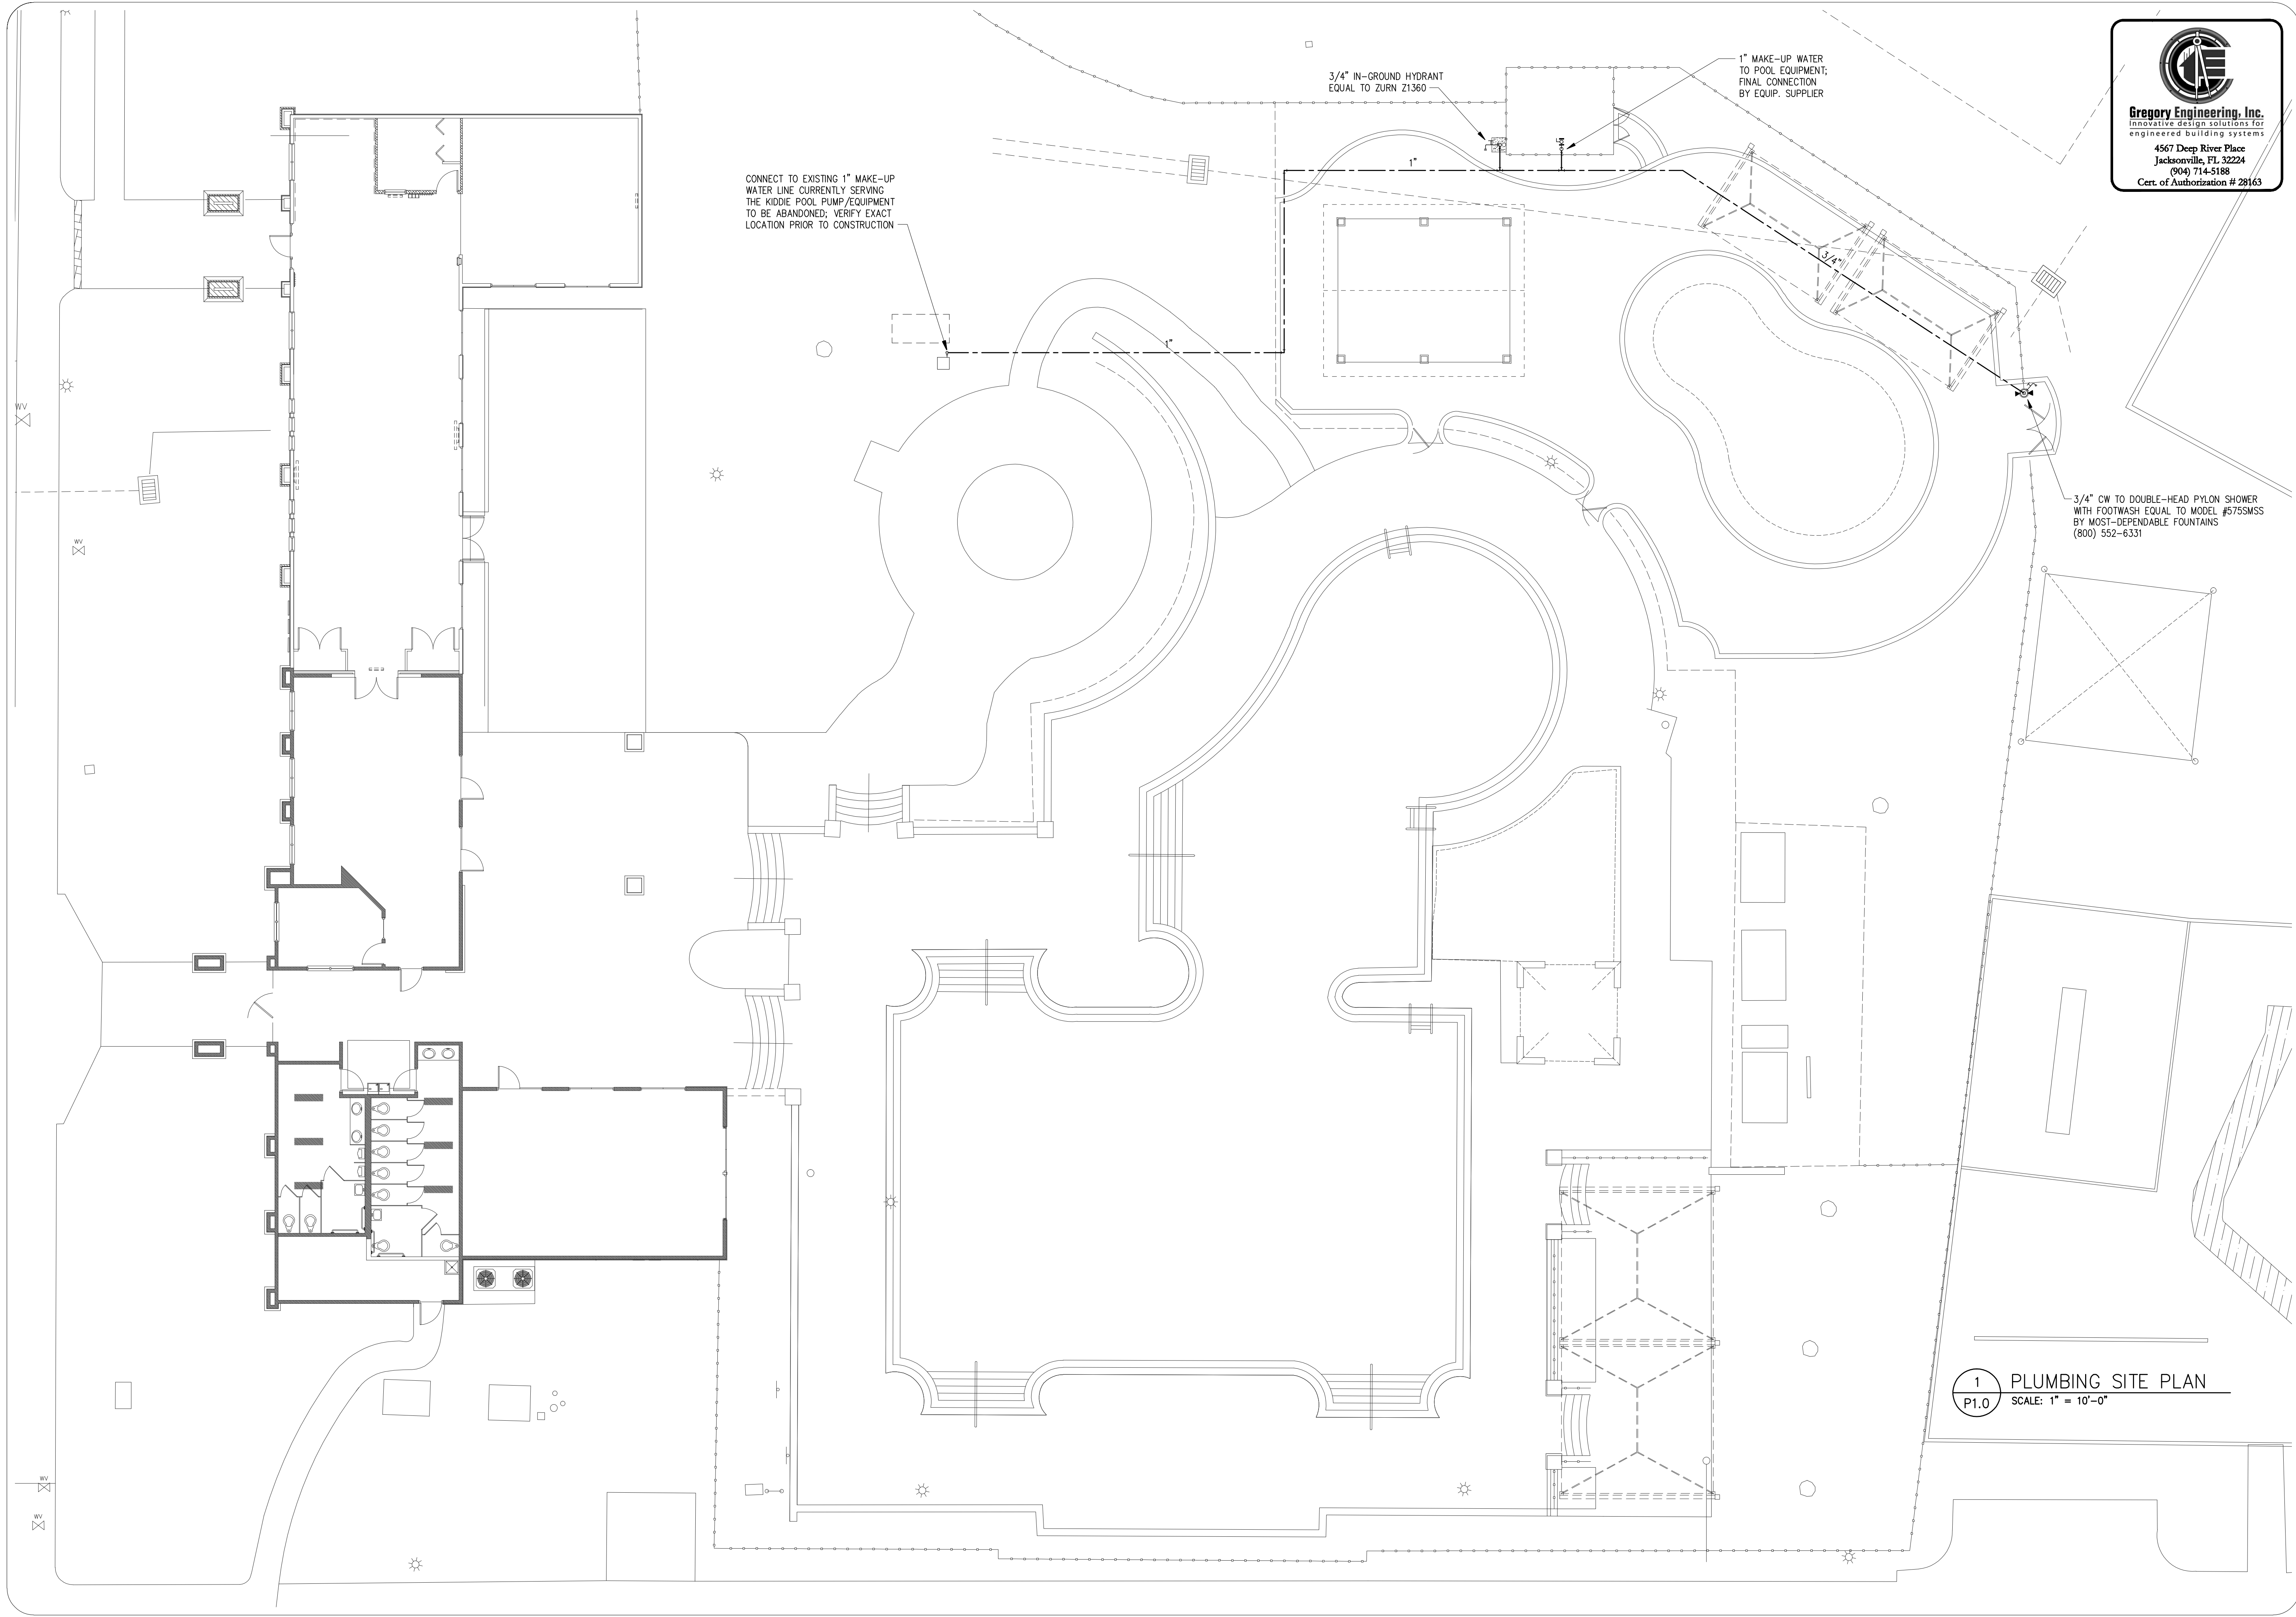 3/4" IN-GROUND HYDRANT
EQUAL TO ZURN Z1360
1" MAKE-UP WATER
TO POOL EQUIPMENT;
FINAL CONNECTION
BY EQUIP. SUPPLIER
Gregory Engineering, Inc.
Innovative design solutions for
engineered building systems
4567 Deep River Place
Jacksonville, FL 32224
(904) 714-5188
Cert. of Authorization # 28163
CONNECT TO EXISTING 1" MAKE-UP
WATER LINE CURRENTLY SERVING
THE KIDDIE POOL PUMP/EQUIPMENT
TO BE ABANDONED; VERIFY EXACT
LOCATION PRIOR TO CONSTRUCTION
1"
3/4"
1"
WV
WV
3/4" CW TO DOUBLE-HEAD PYLON SHOWER
WITH FOOTWASH EQUAL TO MODEL #575SMSS
BY MOST-DEPENDABLE FOUNTAINS
(800) 552-6331
1
P1.0
PLUMBING SITE PLAN
SCALE: 1" = 10'-0"
WV
WV